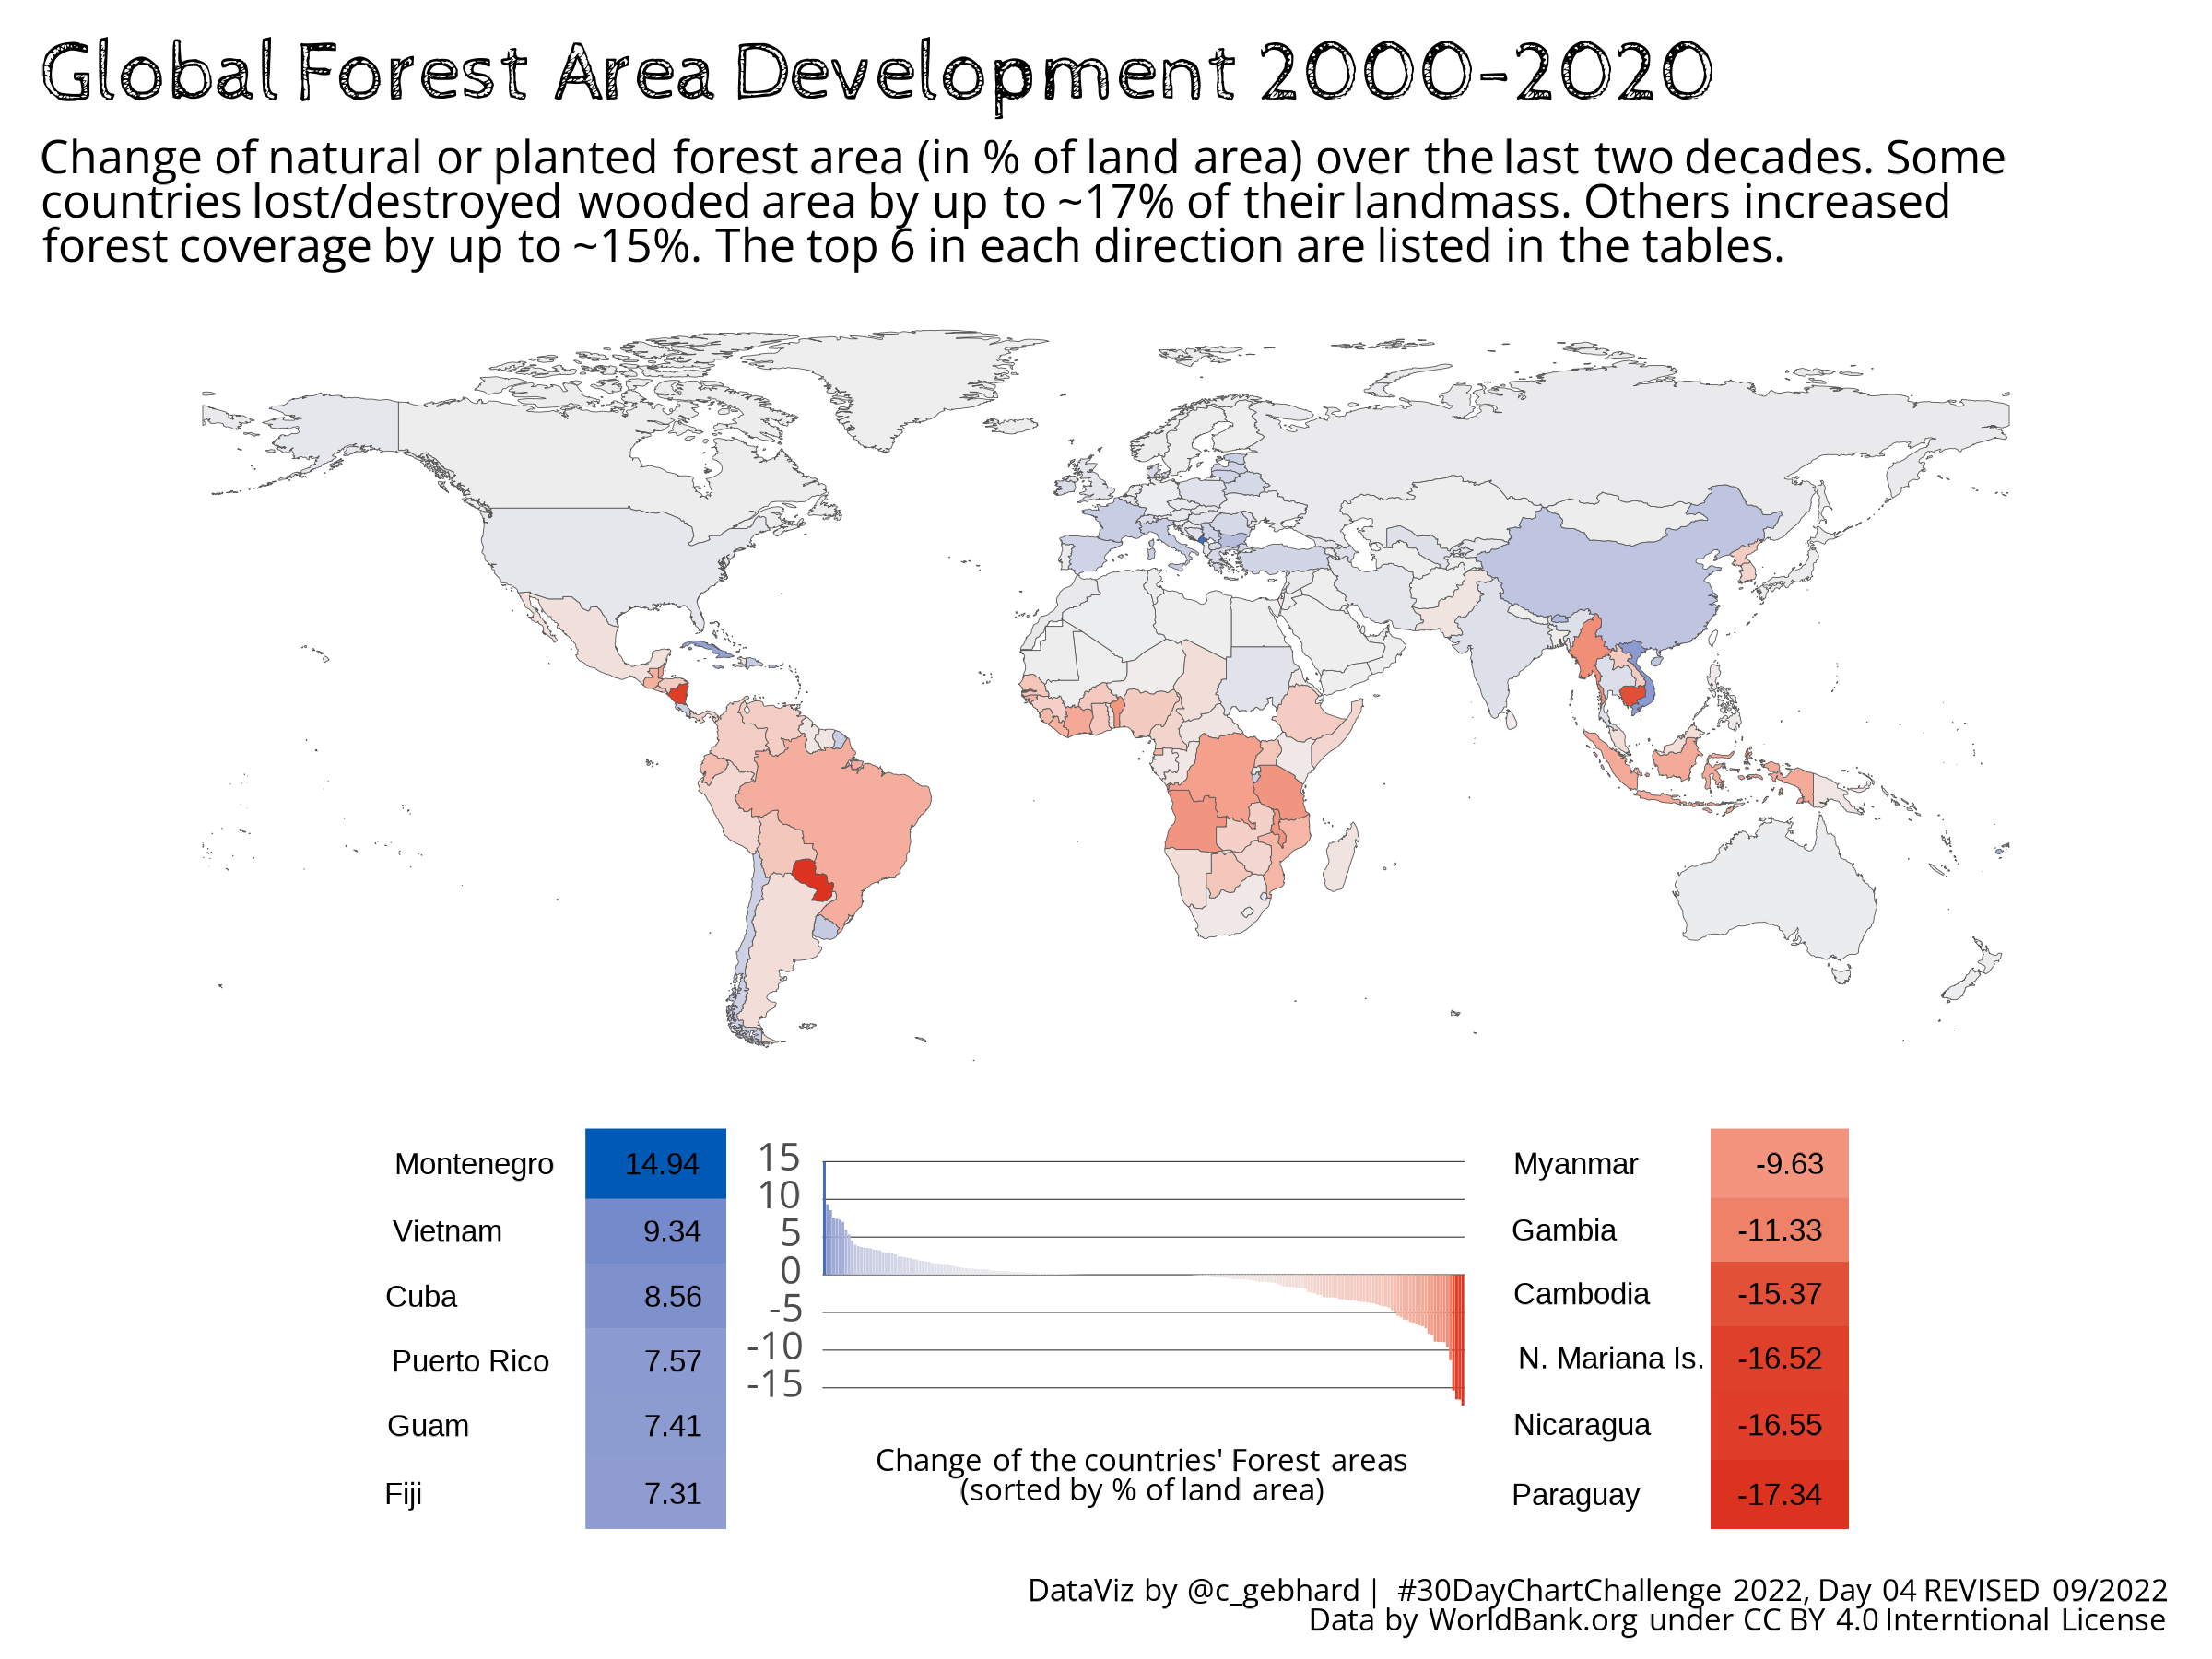 Global Forest Area Development 2000-2020
Change of natural or planted forest area (in % of land area) over the last two decades. Some
countries lost/destroyed wooded area by up to ~17% of their landmass. Others increased
forest coverage by up to ~15%. The top 6 in each direction are listed in the tables.
Montenegro 14.94
Vietnam 9.34
Cuba 8.56
Puerto Rico 7.57
Guam 7.41
Fiji 7.31
15
10
5
0
-5
-10
-15
Change of the countries' Forest areas
(sorted by % of land area)
Myanmar -9.63
Gambia -11.33
Cambodia -15.37
N. Mariana Is. -16.52
Nicaragua -16.55
Paraguay -17.34
DataViz by @c_gebhard | #30DayChartChallenge 2022, Day 04 REVISED 09/2022
Data by WorldBank.org under CC BY 4.0 Interntional License